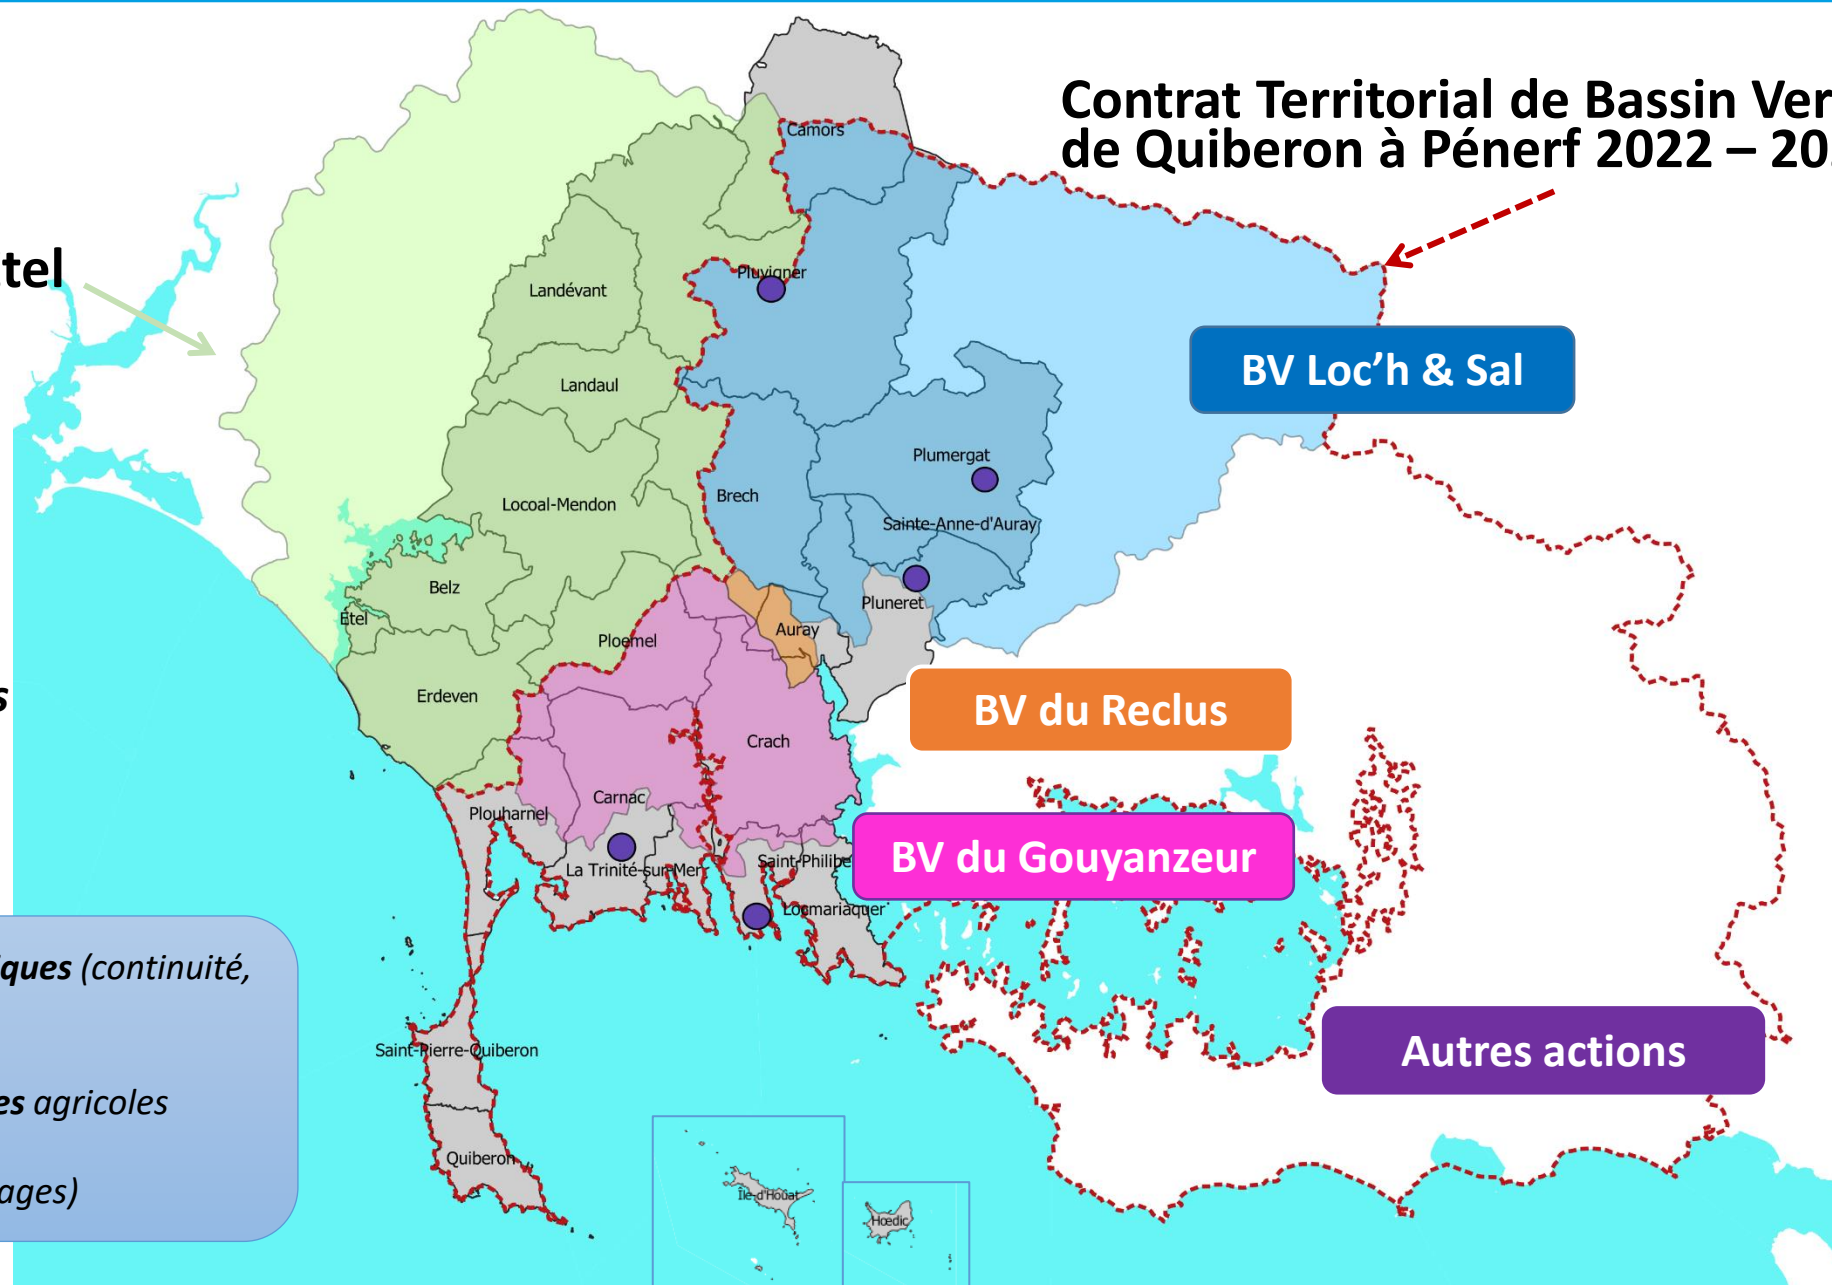 Contrat Territorial de Bassin Ver
de Quiberon à Pénerf 2022 – 20
tel
Camors
Pluvigner
Landévant
BV Loc’h & Sal
Landaul
Plumergat
Brech
Locoal-Mendon
Sainte-Anne-d'Auray
Belz
Pluneret
Étel
Auray
Ploemel
s
Erdeven
BV du Reclus
Crach
Carnac
Plouharnel
BV du Gouyanzeur
Saint-Philibe
La Trinité-sur-Mer
Locmariaquer
iques (continuité,
Saint-Pierre-Quiberon
Autres actions
es agricoles
Quiberon
ages)
Île-d'Houat
Hœdic